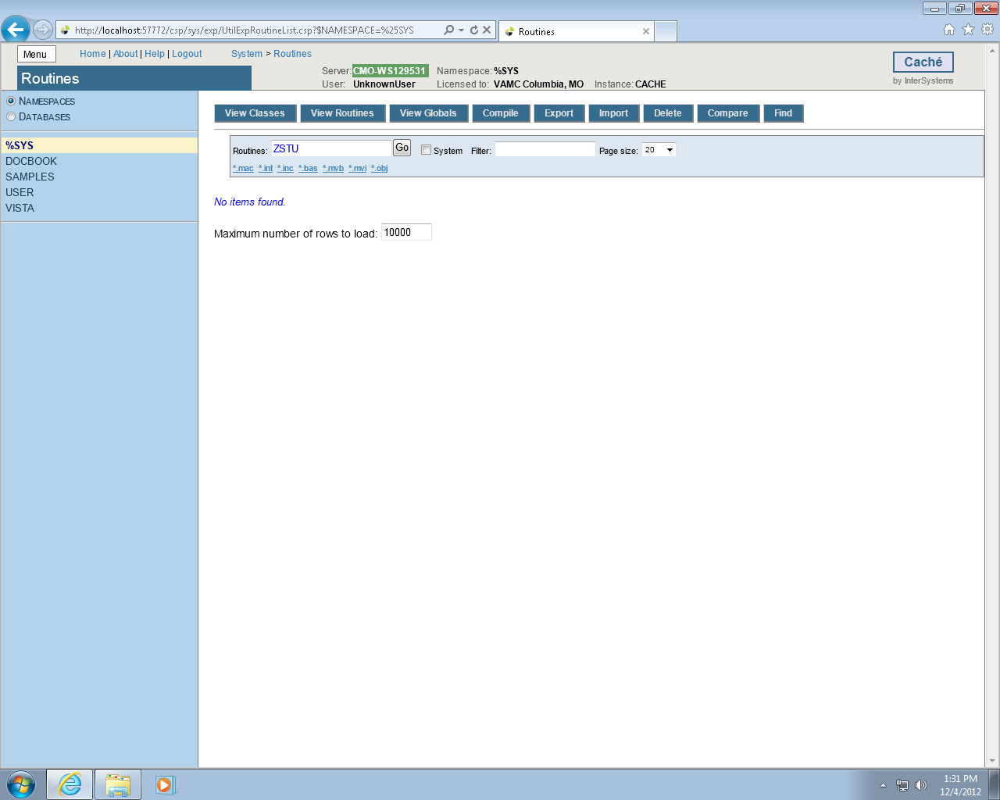 http://localhost:57772/csp/sys/exp/UtilExpRoutineList.csp?$NAMESPACE=%25SYS
Routines
Menu
Home | About | Help | Logout
System > Routines
Routines
Server: CMO-WS129531 Namespace: %SYS
User: UnknownUser Licensed to: VAMC Columbia, MO Instance: CACHE
Caché
by InterSystems
NAMESPACES
DATABASES
%SYS
DOCBOOK
SAMPLES
USER
VISTA
View Classes View Routines View Globals Compile Export Import Delete Compare Find
Routines: ZSTU Go System Filter: Page size: 20
*.mac *.int *.inc *.bas *.mvb *.mvi *.obj
No items found.
Maximum number of rows to load: 10000
1:31 PM
12/4/2012